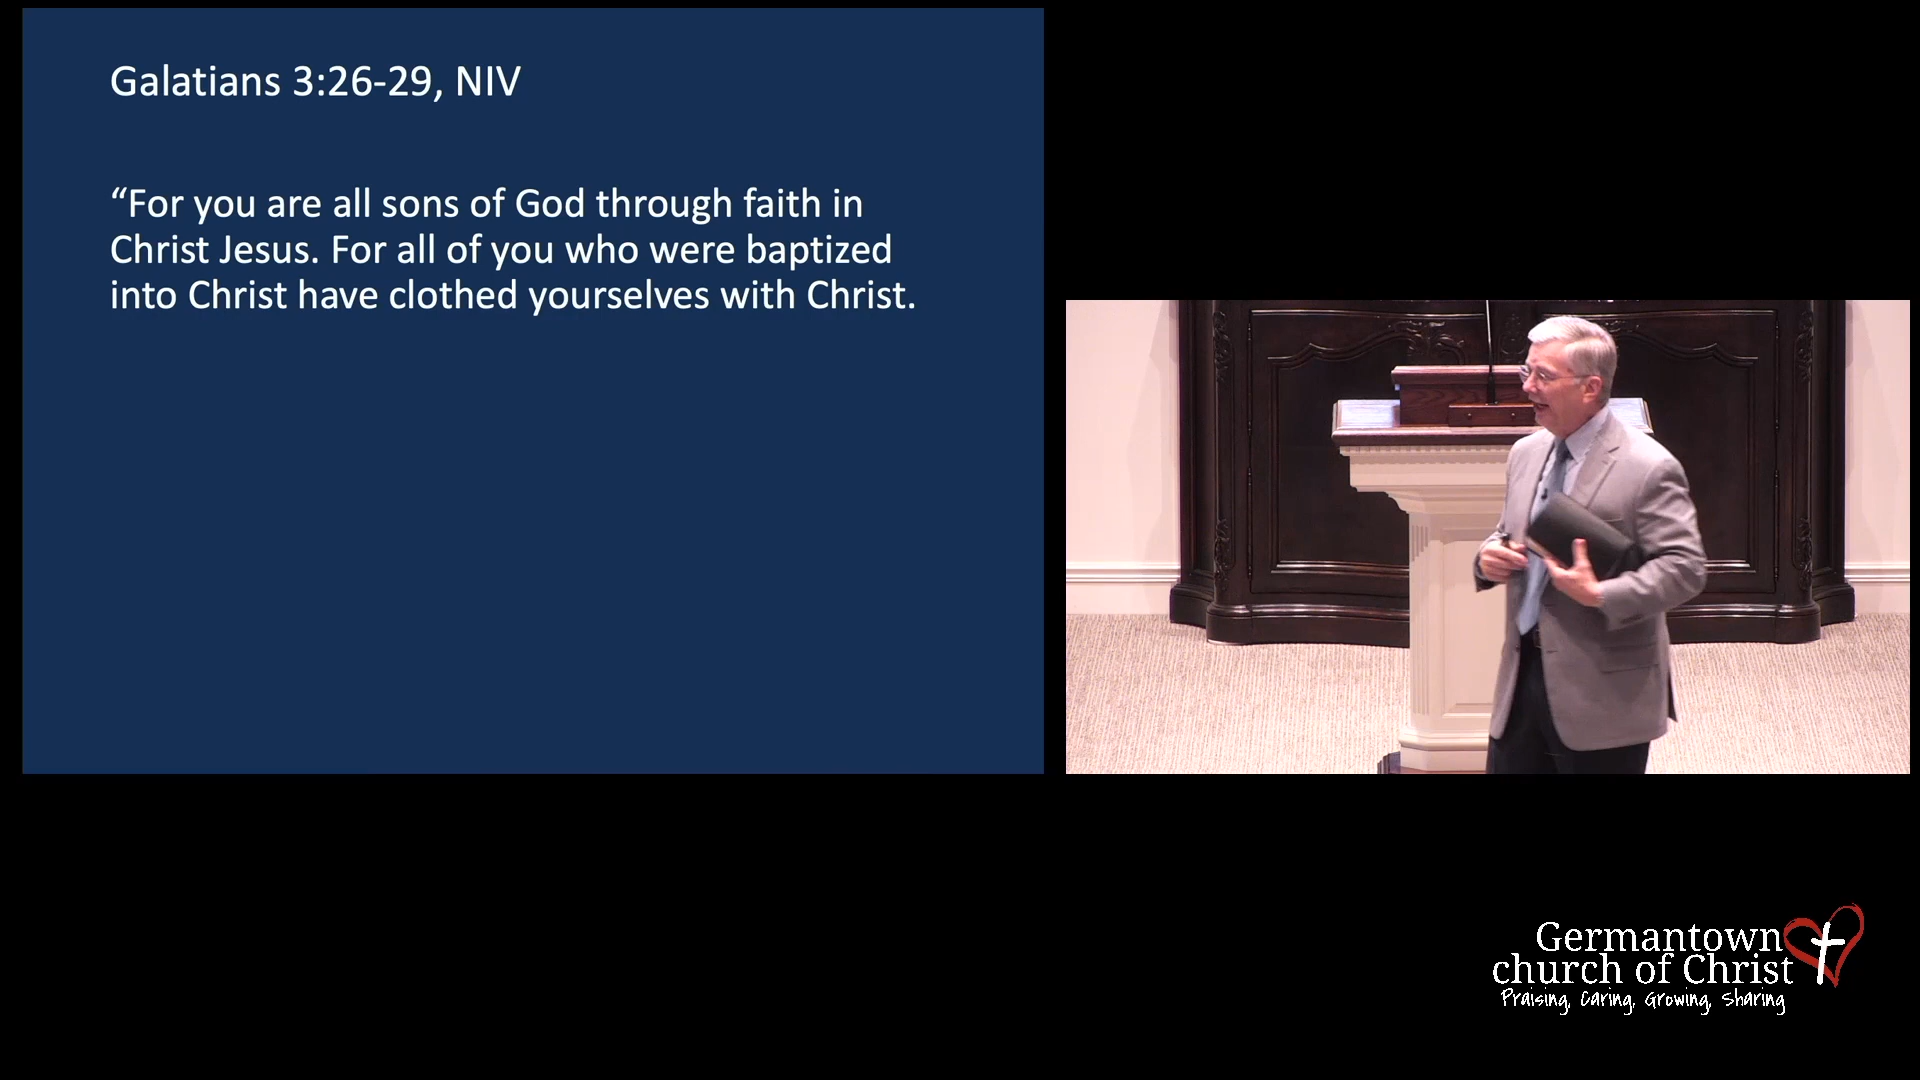 Galatians 3:26-29, NIV
“For you are all sons of God through faith in
Christ Jesus. For all of you who were baptized
into Christ have clothed yourselves with Christ.
Germantown
church of Christ
Praising, Caring, Growing, Sharing